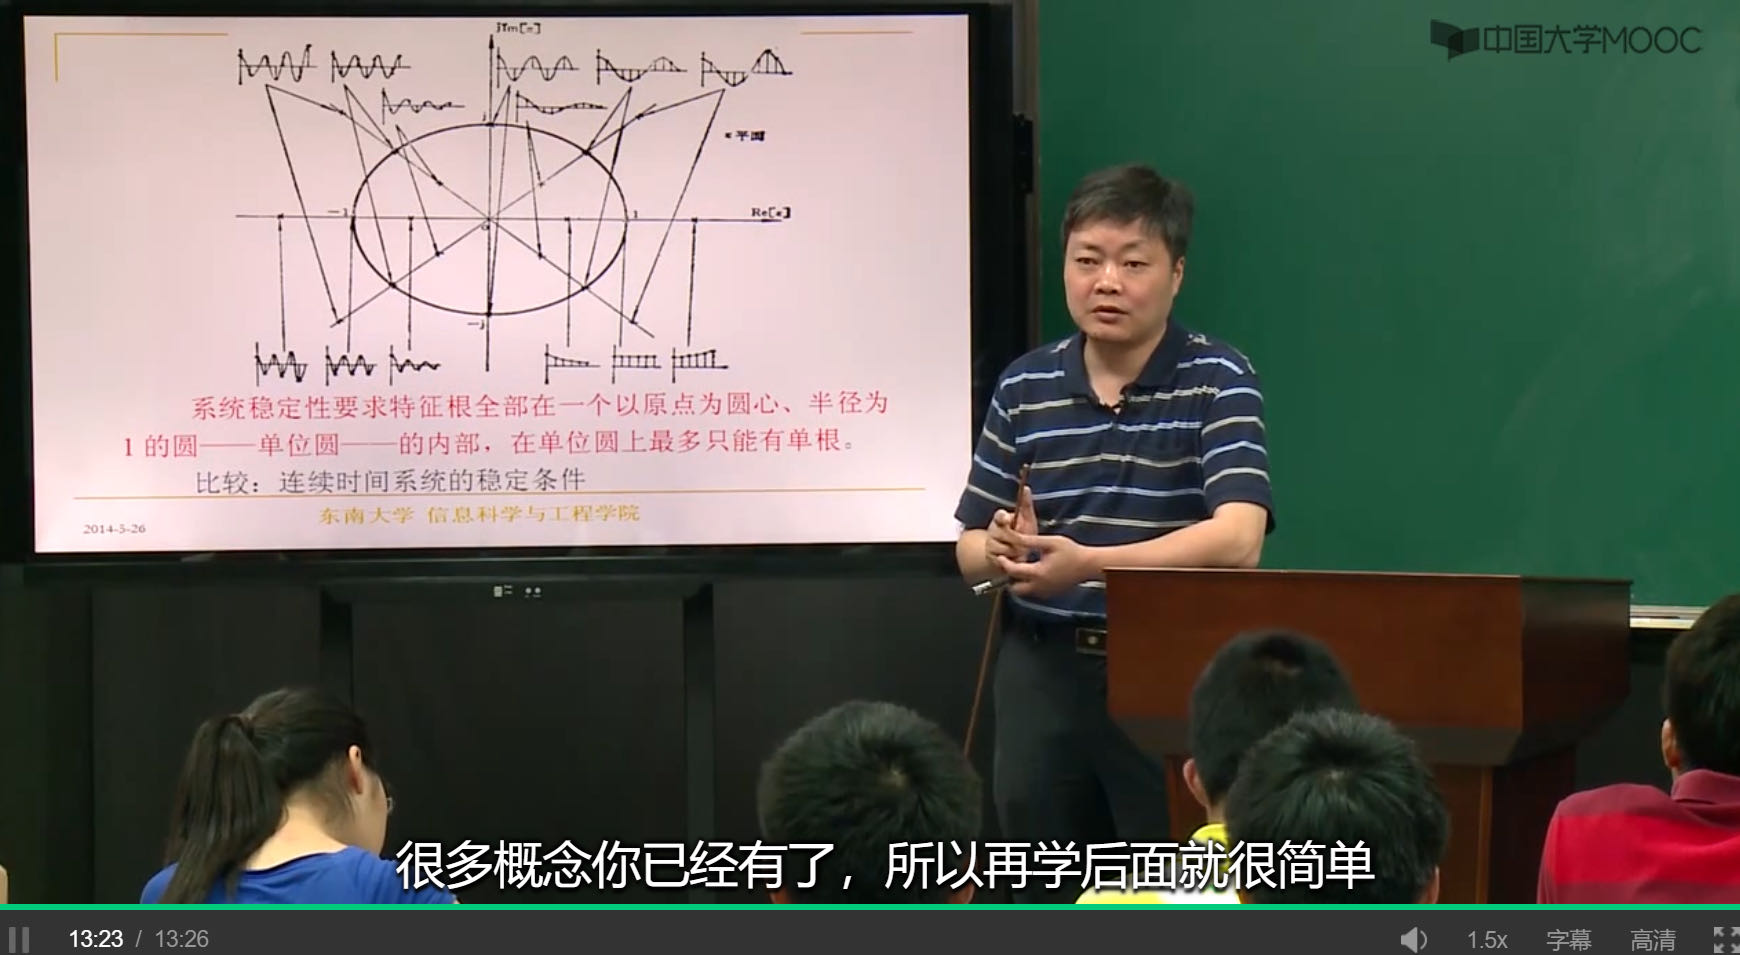 jIm[z]
中国大学MOOC
j
z平面
-1
1
Re[z]
-j
系统稳定性要求特征根全部在一个以原点为圆心、半径为
1 的圆——单位圆——的内部，在单位圆上最多只能有单根。
比较：连续时间系统的稳定条件
东南大学 信息科学与工程学院
2014-5-26
很多概念你已经有了，所以再学后面就很简单
13:23 / 13:26
1.5x
字幕
高清